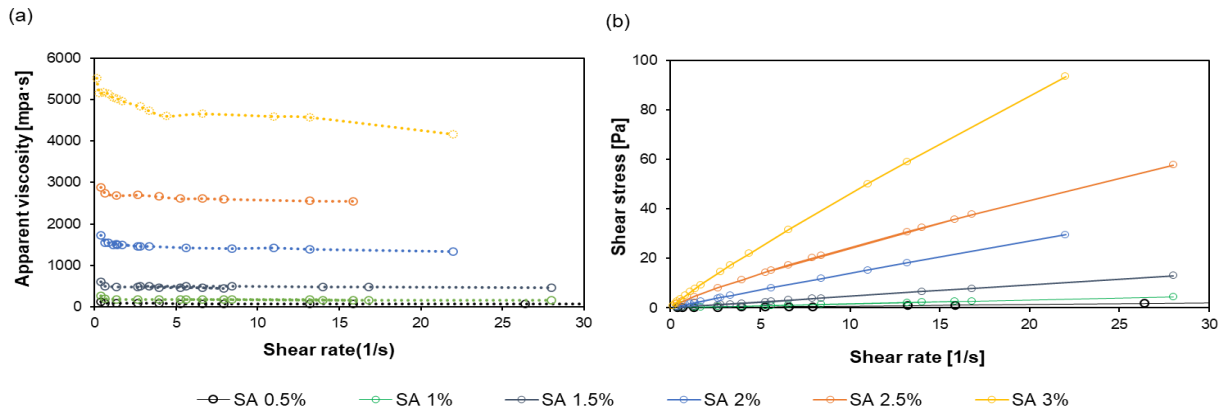 (a)
6000
5000
4000
3000
2000
1000
0
Apparent viscosity [mpa·s]
0 5 10 15 20 25 30
Shear rate(1/s)
(b)
100
80
60
40
20
0
Shear stress [Pa]
0 5 10 15 20 25 30
Shear rate [1/s]
SA 0.5% SA 1% SA 1.5% SA 2% SA 2.5% SA 3%